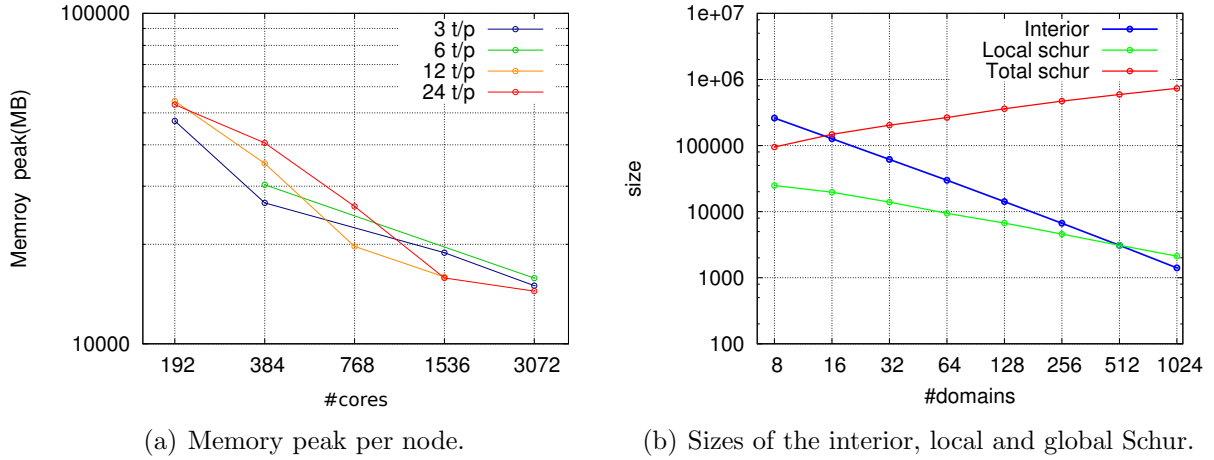 100000
10000
Memroy peak(MB)
3 t/p
6 t/p
12 t/p
24 t/p
192 384 768 1536 3072
#cores
(a) Memory peak per node.
1e+07
1e+06
100000
10000
1000
100
size
Interior
Local schur
Total schur
8 16 32 64 128 256 512 1024
#domains
(b) Sizes of the interior, local and global Schur.